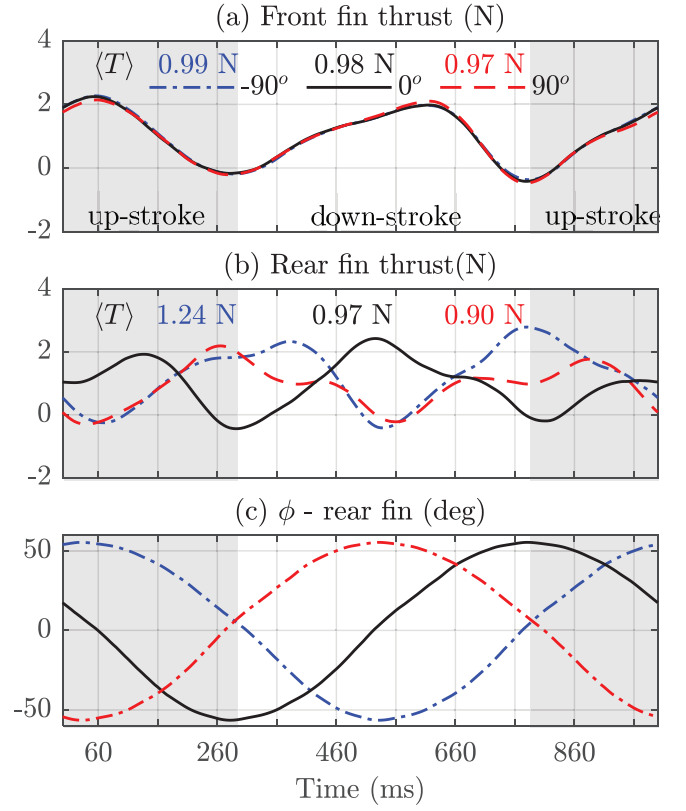 (a) Front fin thrust (N)
4
⟨T⟩ 0.99 N 0.98 N 0.97 N
-90° 0° 90°
2
0
up-stroke down-stroke up-stroke
-2
(b) Rear fin thrust(N)
4
⟨T⟩ 1.24 N 0.97 N 0.90 N
2
0
-2
(c) ϕ - rear fin (deg)
50
0
-50
60 260 460 660 860
Time (ms)